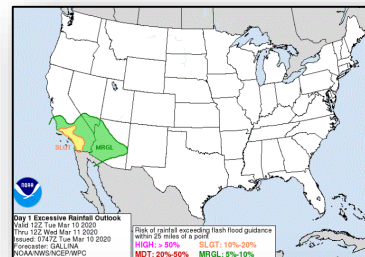 SLGT
MRGL
NOAA
Day 1 Excessive Rainfall Outlook
Valid 12Z Tue Mar 10 2020
Thru 12Z Wed Mar 11 2020
Issued: 0747Z Tue Mar 10 2020
Forecaster: GALLINA
NOAA/NWS/NCEP/WPC
Risk of rainfall exceeding flash flood guidance
within 25 miles of a point
HIGH: > 50% SLGT: 10%-20%
MDT: 20%-50% MRGL: 5%-10%